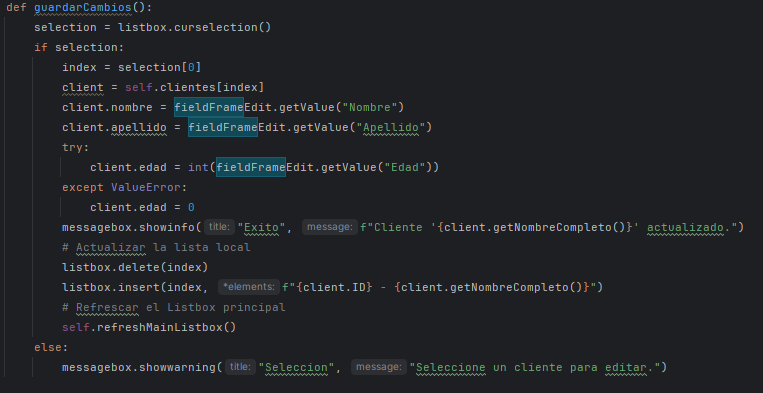 def guardarCambios():
    selection = listbox.curselection()
    if selection:
        index = selection[0]
        client = self.clientes[index]
        client.nombre = fieldFrameEdit.getValue("Nombre")
        client.apellido = fieldFrameEdit.getValue("Apellido")
        try:
            client.edad = int(fieldFrameEdit.getValue("Edad"))
        except ValueError:
            client.edad = 0
        messagebox.showinfo( title: "Exito",  message: f"Cliente '{client.getNombreCompleto()}' actualizado.")
        # Actualizar la lista local
        listbox.delete(index)
        listbox.insert(index,  *elements: f"{client.ID} - {client.getNombreCompleto()}")
        # Refrescar el Listbox principal
        self.refreshMainListbox()
    else:
        messagebox.showwarning( title: "Seleccion",  message: "Seleccione un cliente para editar.")